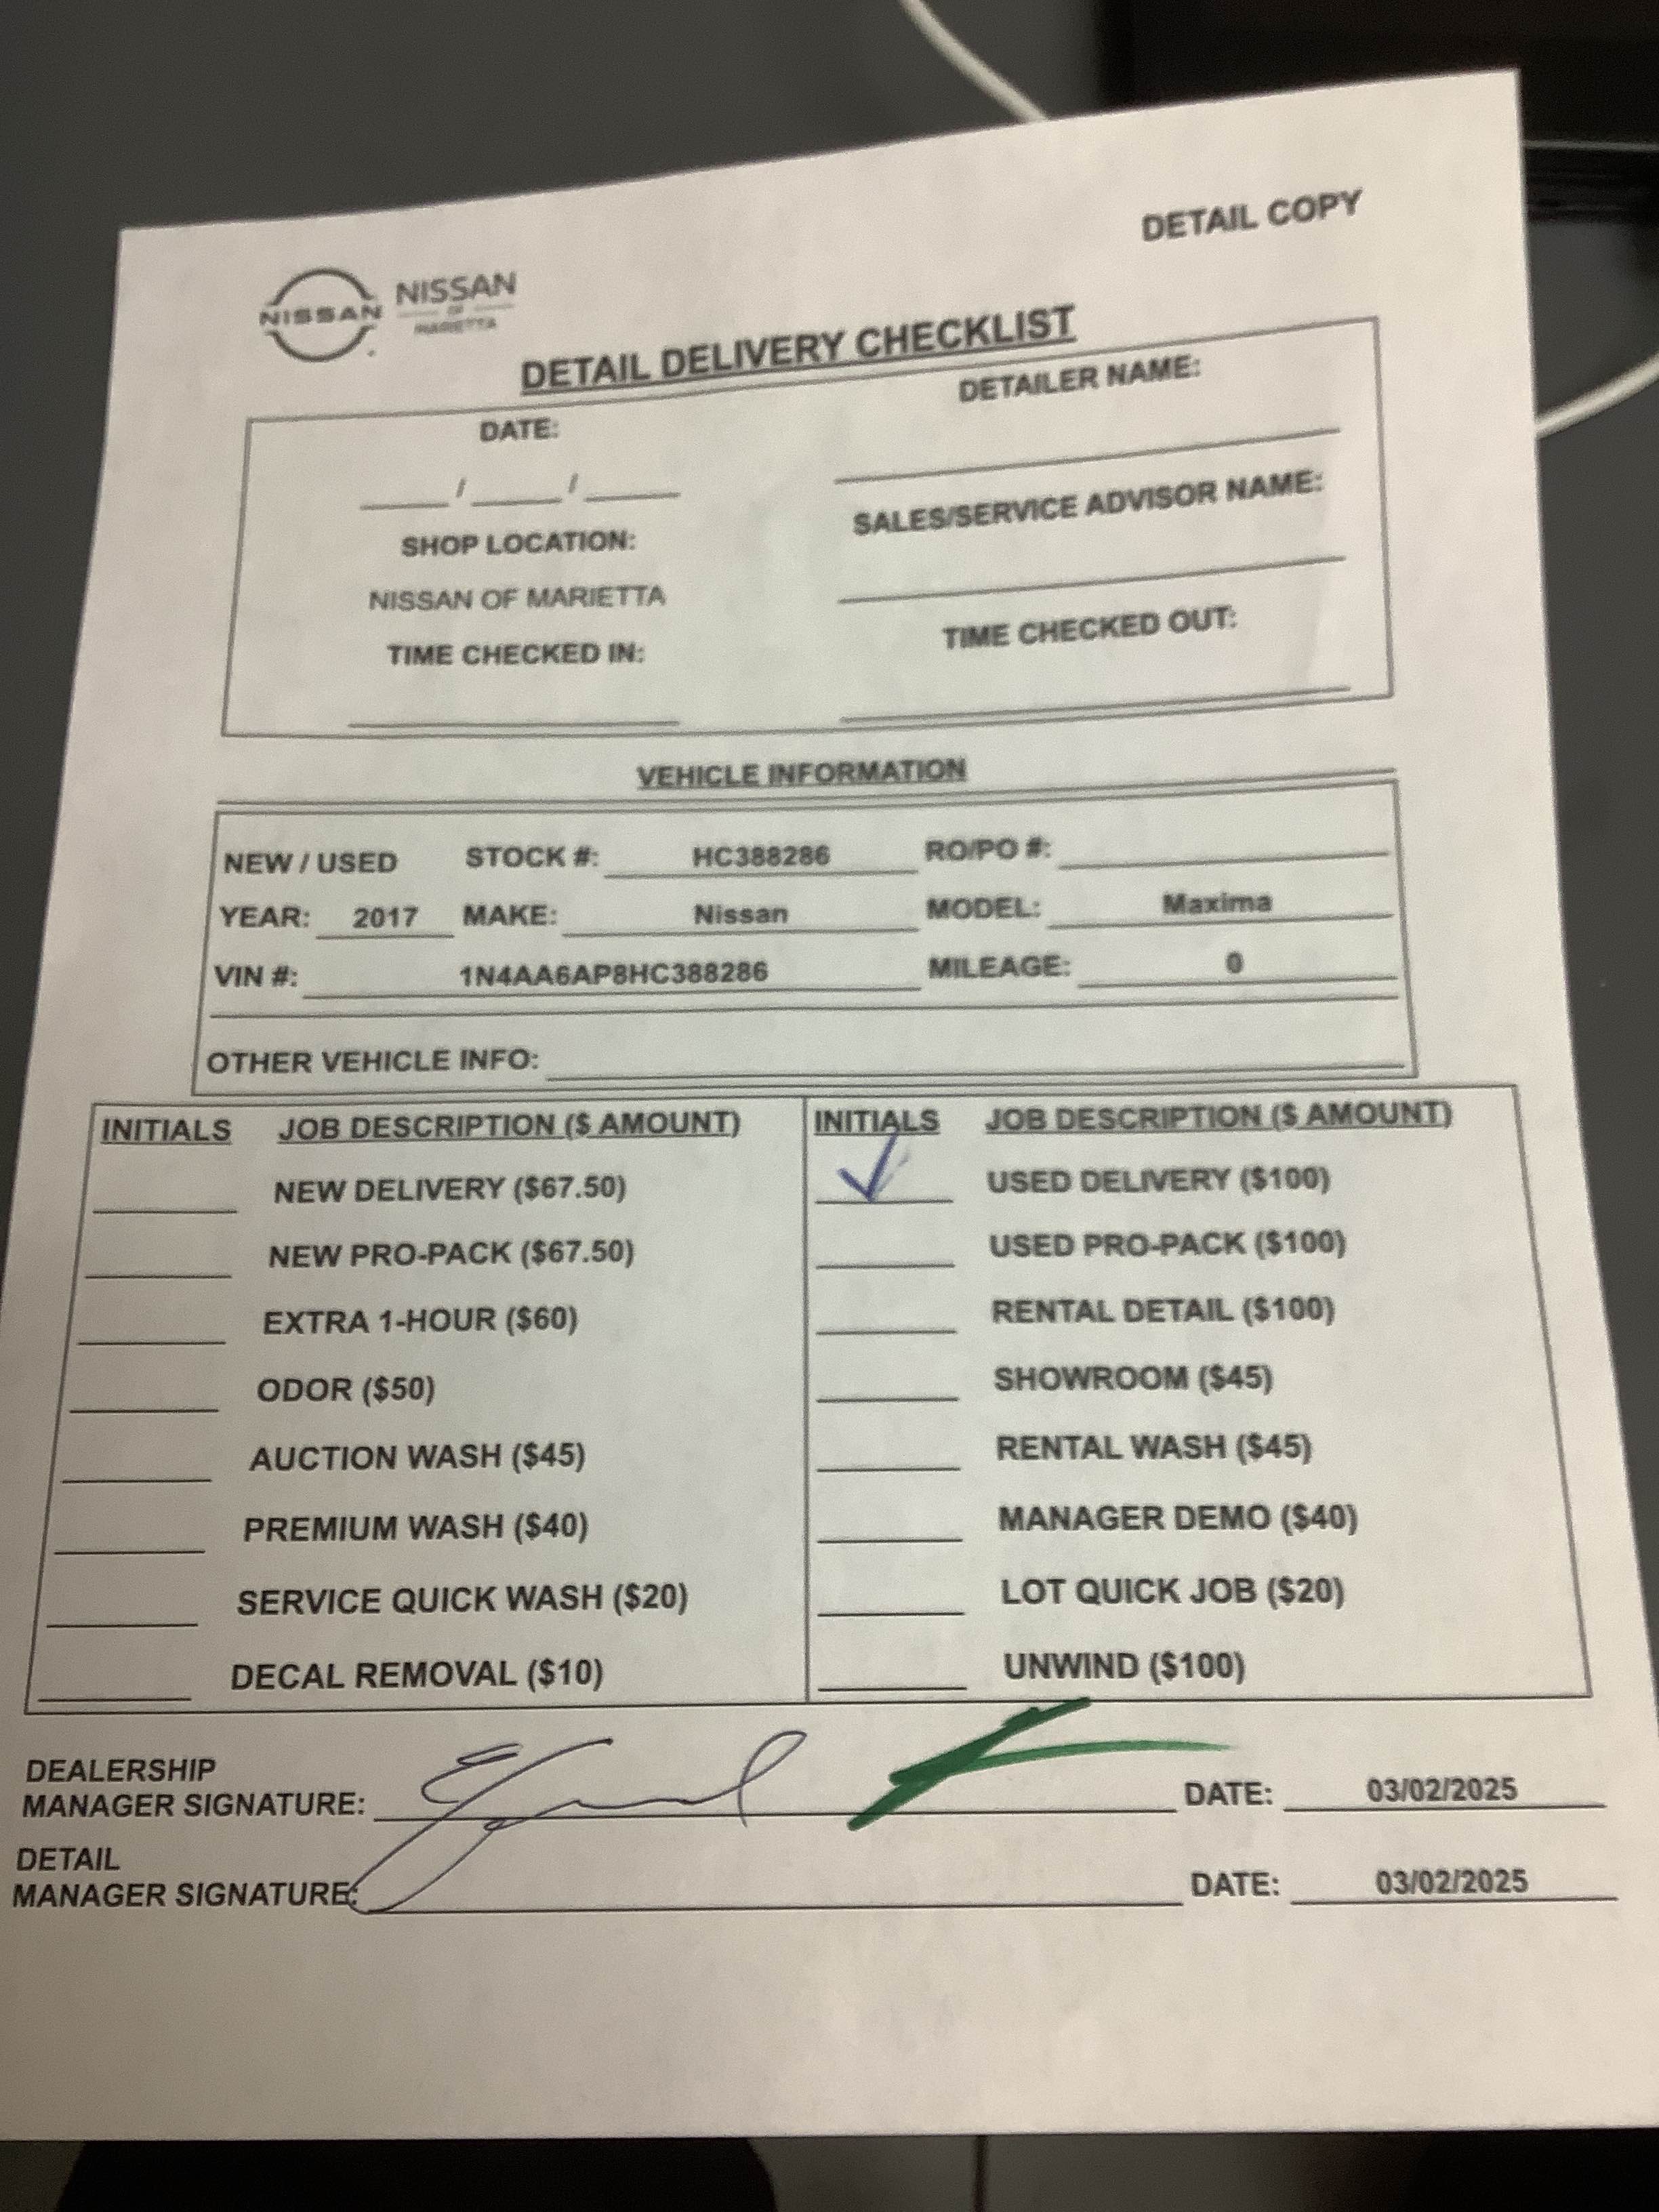 DETAIL COPY
NISSAN
NISSAN
OF
MARIETTA
DETAIL DELIVERY CHECKLIST
DATE:
DETAILER NAME:
____/____/____
SALES/SERVICE ADVISOR NAME:
SHOP LOCATION:
NISSAN OF MARIETTA
TIME CHECKED IN:
TIME CHECKED OUT:
VEHICLE INFORMATION
NEW / USED STOCK #: HC388286 RO/PO #:
YEAR: 2017 MAKE: Nissan MODEL: Maxima
VIN #: 1N4AA6AP8HC388286 MILEAGE: 0
OTHER VEHICLE INFO:
INITIALS JOB DESCRIPTION ($ AMOUNT)
NEW DELIVERY ($67.50)
NEW PRO-PACK ($67.50)
EXTRA 1-HOUR ($60)
ODOR ($50)
AUCTION WASH ($45)
PREMIUM WASH ($40)
SERVICE QUICK WASH ($20)
DECAL REMOVAL ($10)
INITIALS JOB DESCRIPTION ($ AMOUNT)
✓ USED DELIVERY ($100)
USED PRO-PACK ($100)
RENTAL DETAIL ($100)
SHOWROOM ($45)
RENTAL WASH ($45)
MANAGER DEMO ($40)
LOT QUICK JOB ($20)
UNWIND ($100)
DEALERSHIP
MANAGER SIGNATURE: DATE: 03/02/2025
DETAIL
MANAGER SIGNATURE: DATE: 03/02/2025